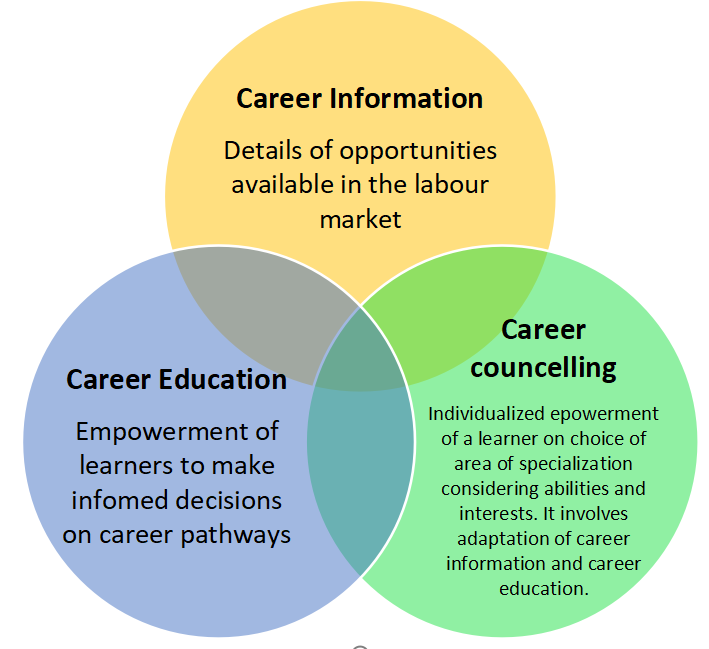 Career Information
Details of opportunities
available in the labour
market
Career Education
Empowerment of
learners to make
infomed decisions
on career pathways
Career
councelling
Individualized epowerment
of a learner on choice of
area of specialization
considering abilities and
interests. It involves
adaptation of career
information and career
education.